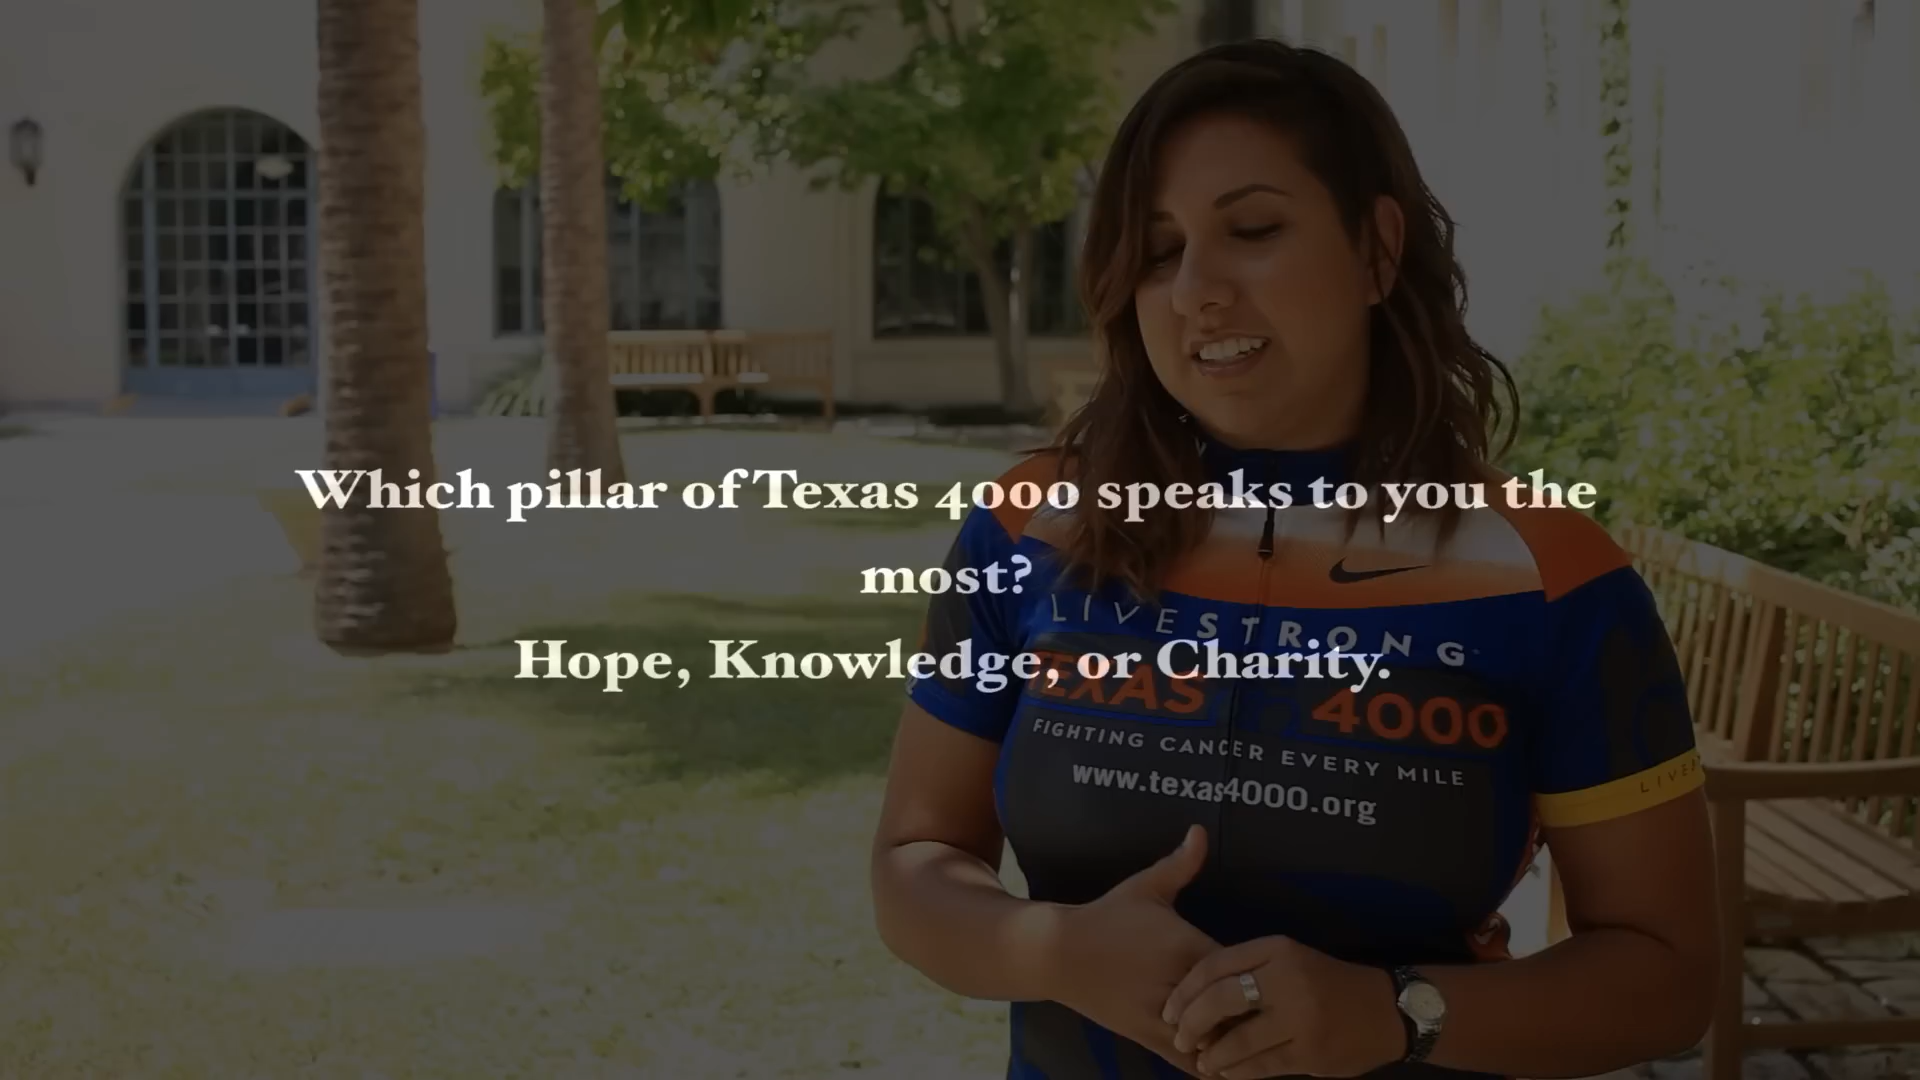 Which pillar of Texas 4000 speaks to you the
most?
Hope, Knowledge, or Charity.
LIVESTRONG
TEXAS 4000
FIGHTING CANCER EVERY MILE
www.texas4000.org